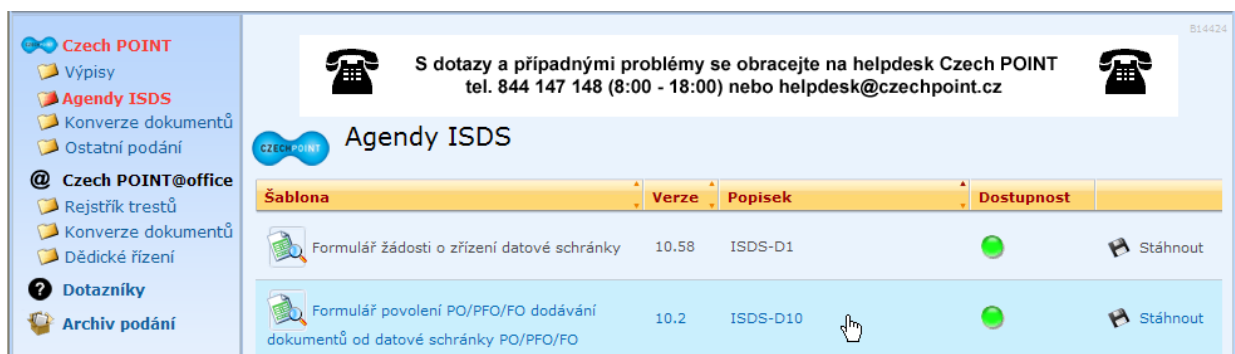 B14424
Czech POINT
Výpisy
Agendy ISDS
Konverze dokumentů
Ostatní podání
@ Czech POINT@office
Rejstřík trestů
Konverze dokumentů
Dědické řízení
Dotazníky
Archiv podání
S dotazy a případnými problémy se obracejte na helpdesk Czech POINT
tel. 844 147 148 (8:00 - 18:00) nebo helpdesk@czechpoint.cz
CZECHPOINT
Agendy ISDS
Šablona Verze Popisek Dostupnost
Formulář žádosti o zřízení datové schránky 10.58 ISDS-D1 Stáhnout
Formulář povolení PO/PFO/FO dodávání
dokumentů od datové schránky PO/PFO/FO 10.2 ISDS-D10 Stáhnout